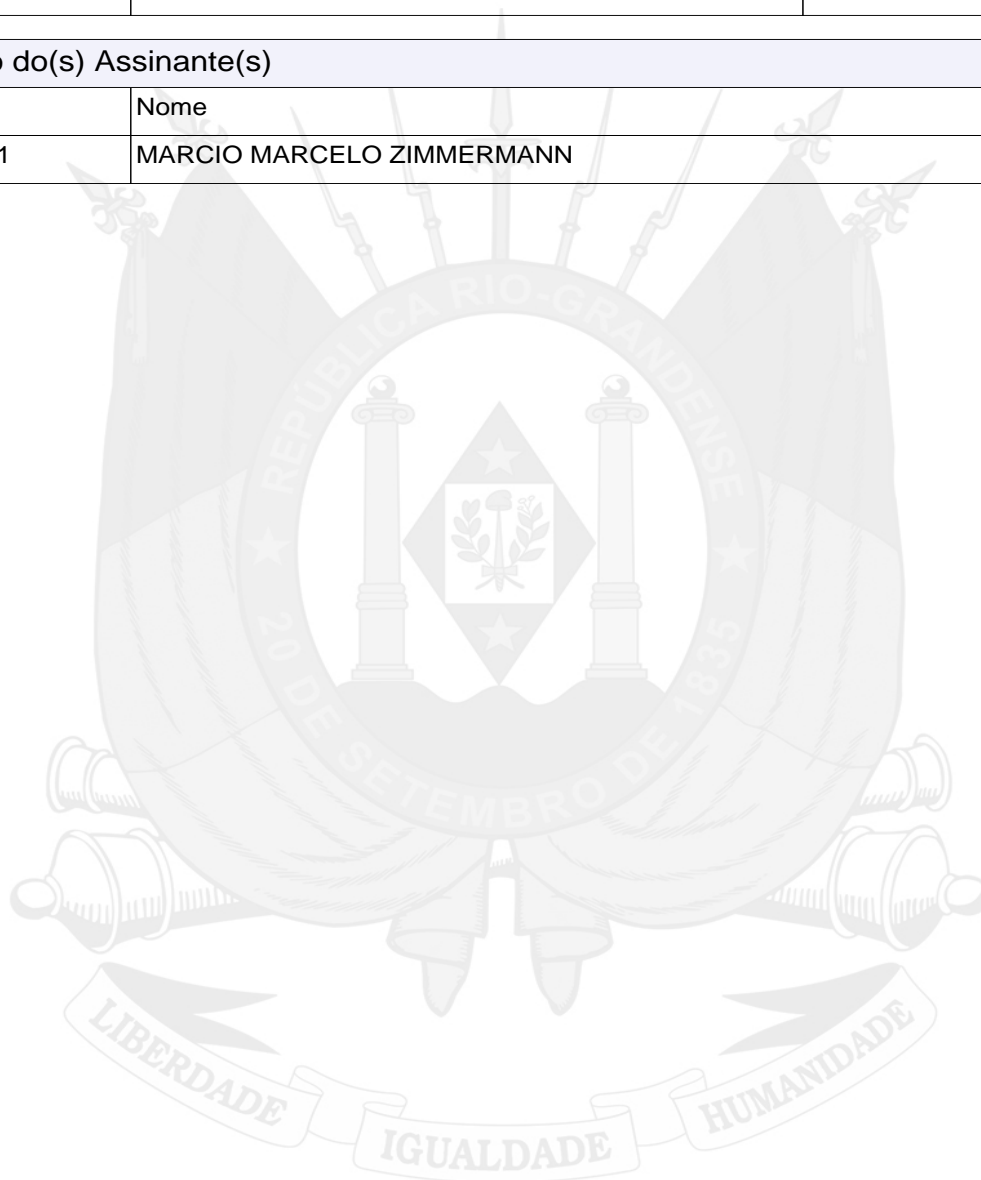 o do(s) Assinante(s)
Nome
1
MARCIO MARCELO ZIMMERMANN
REPÚBLICA RIO-GRANDENSE
★ 20 DE SETEMBRO DE 1835 ★
LIBERDADE
IGUALDADE
HUMANIDADE